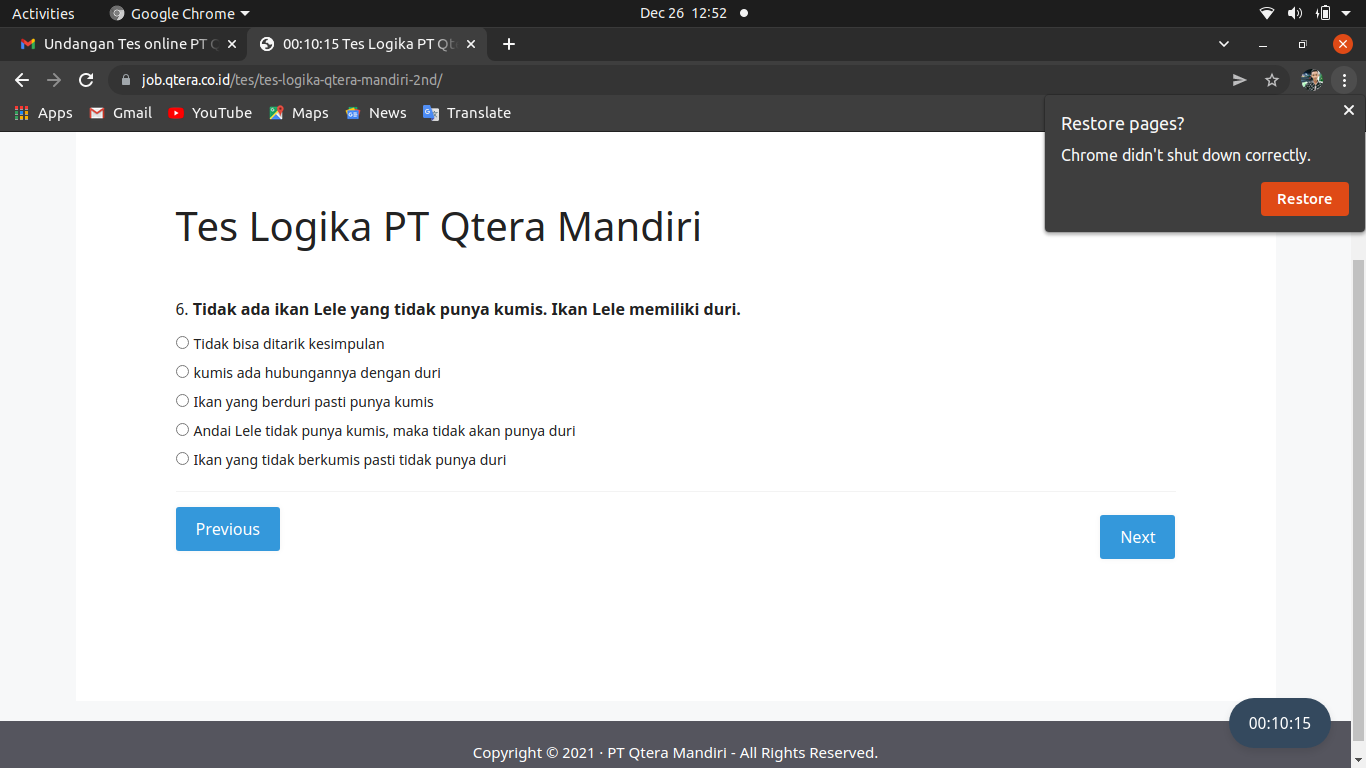 Activities
Google Chrome
Dec 26 12:52
Undangan Tes online PT Q
00:10:15 Tes Logika PT Qt
job.qtera.co.id/tes/tes-logika-qtera-mandiri-2nd/
Apps
Gmail
YouTube
Maps
News
Translate
Restore pages?
Chrome didn't shut down correctly.
Restore
Tes Logika PT Qtera Mandiri
6. Tidak ada ikan Lele yang tidak punya kumis. Ikan Lele memiliki duri.
Tidak bisa ditarik kesimpulan
kumis ada hubungannya dengan duri
Ikan yang berduri pasti punya kumis
Andai Lele tidak punya kumis, maka tidak akan punya duri
Ikan yang tidak berkumis pasti tidak punya duri
Previous
Next
00:10:15
Copyright © 2021 · PT Qtera Mandiri - All Rights Reserved.